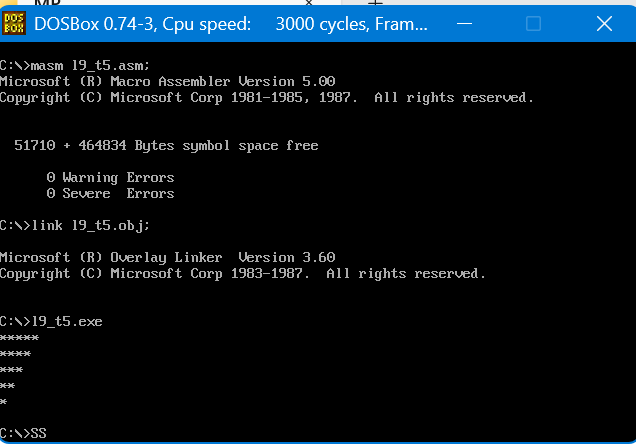 DOSBox 0.74-3, Cpu speed: 3000 cycles, Fram...
C:\>masm l9_t5.asm;
Microsoft (R) Macro Assembler Version 5.00
Copyright (C) Microsoft Corp 1981-1985, 1987.  All rights reserved.
51710 + 464834 Bytes symbol space free
0 Warning Errors
0 Severe  Errors
C:\>link l9_t5.obj;
Microsoft (R) Overlay Linker  Version 3.60
Copyright (C) Microsoft Corp 1983-1987.  All rights reserved.
C:\>l9_t5.exe
*****
****
***
**
*
C:\>SS